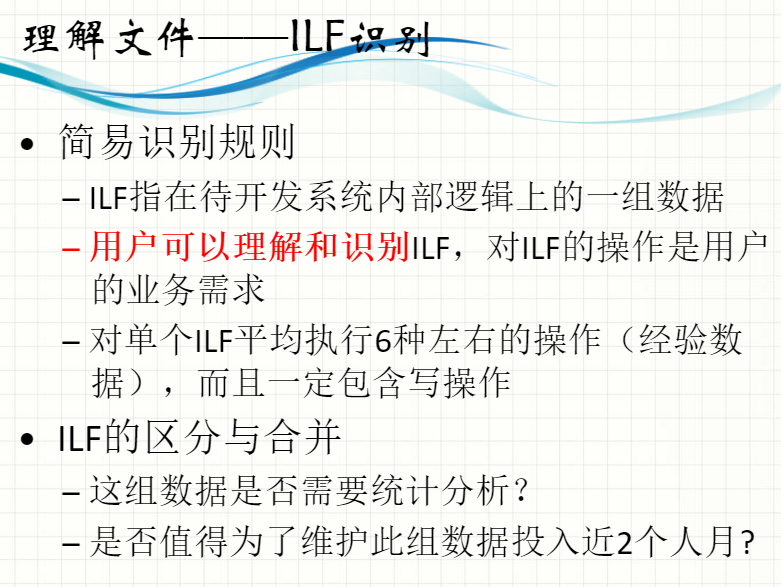 理解文件——ILF识别
• 简易识别规则
– ILF指在待开发系统内部逻辑上的一组数据
– 用户可以理解和识别ILF，对ILF的操作是用户
的业务需求
– 对单个ILF平均执行6种左右的操作（经验数
据），而且一定包含写操作
• ILF的区分与合并
– 这组数据是否需要统计分析？
– 是否值得为了维护此组数据投入近2个人月?